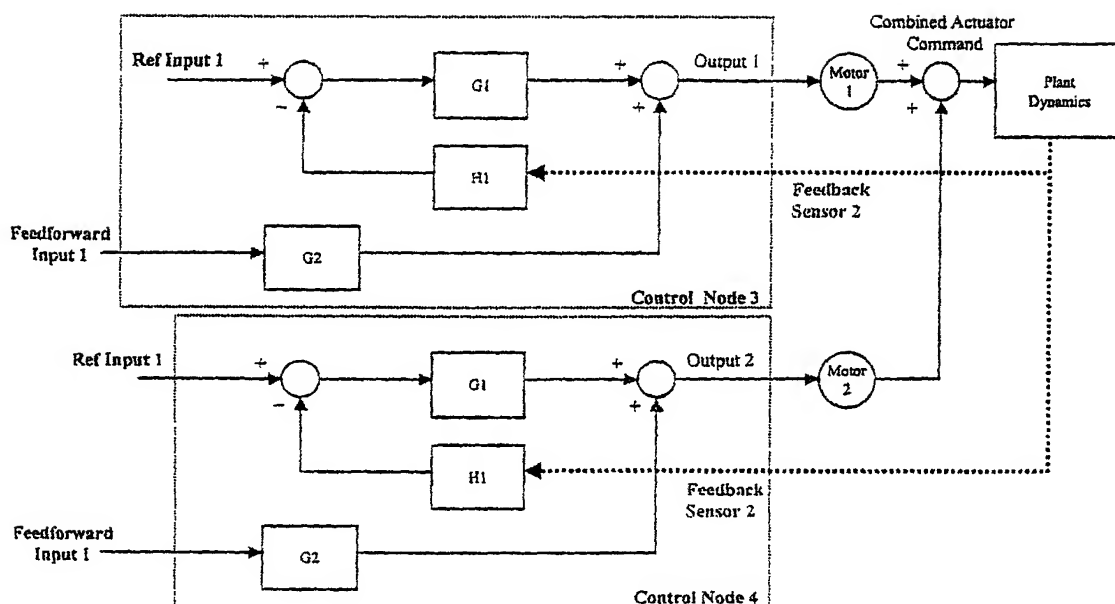 Combined Actuator
Command
Ref Input 1
+
−
G1
+
+
Output 1
Motor
1
+
+
Plant
Dynamics
H1
Feedback
Sensor 2
Feedforward
Input 1
G2
Control Node 3
Ref Input 1
+
−
G1
+
+
Output 2
Motor
2
H1
Feedback
Sensor 2
Feedforward
Input 1
G2
Control Node 4